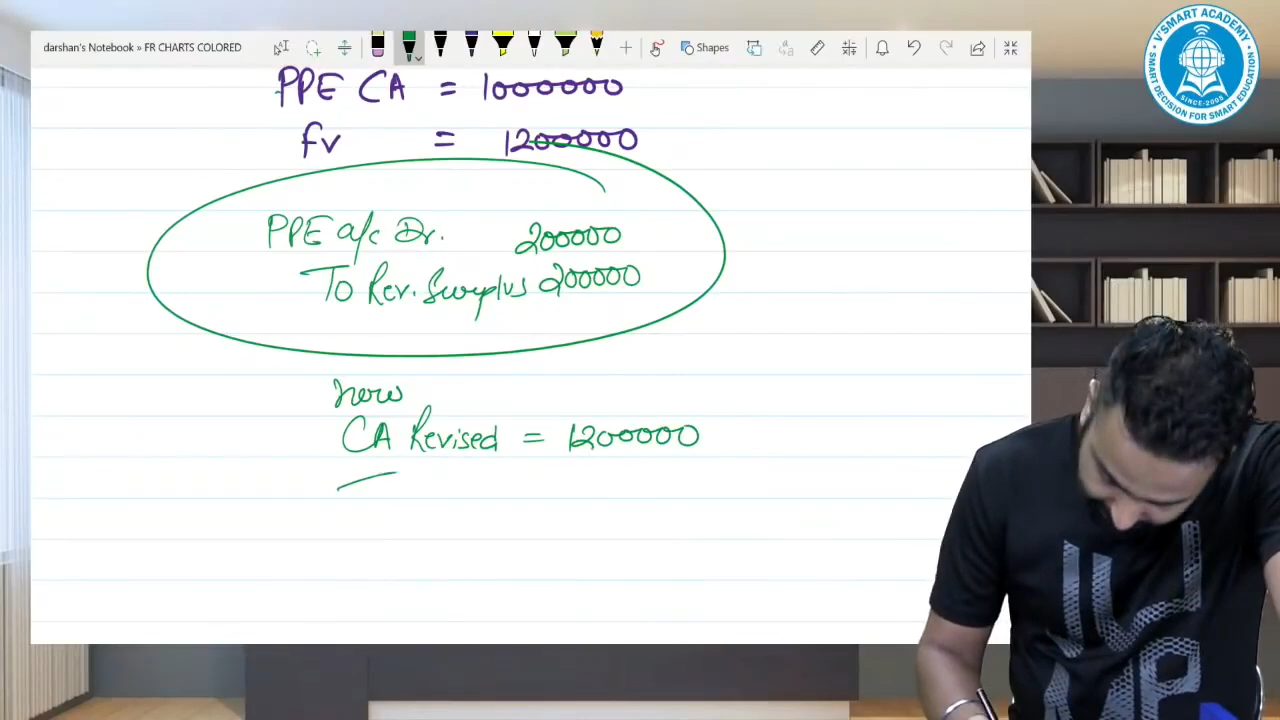 darshan's Notebook » FR CHARTS COLORED
Shapes
V'SMART ACADEMY
SINCE-2005
SMART DECISION FOR SMART EDUCATION
PPE CA = 1000000
fv = 1200000
PPE a/c Dr. 200000
To Rev. Surplus 200000
now
CA Revised = 1200000